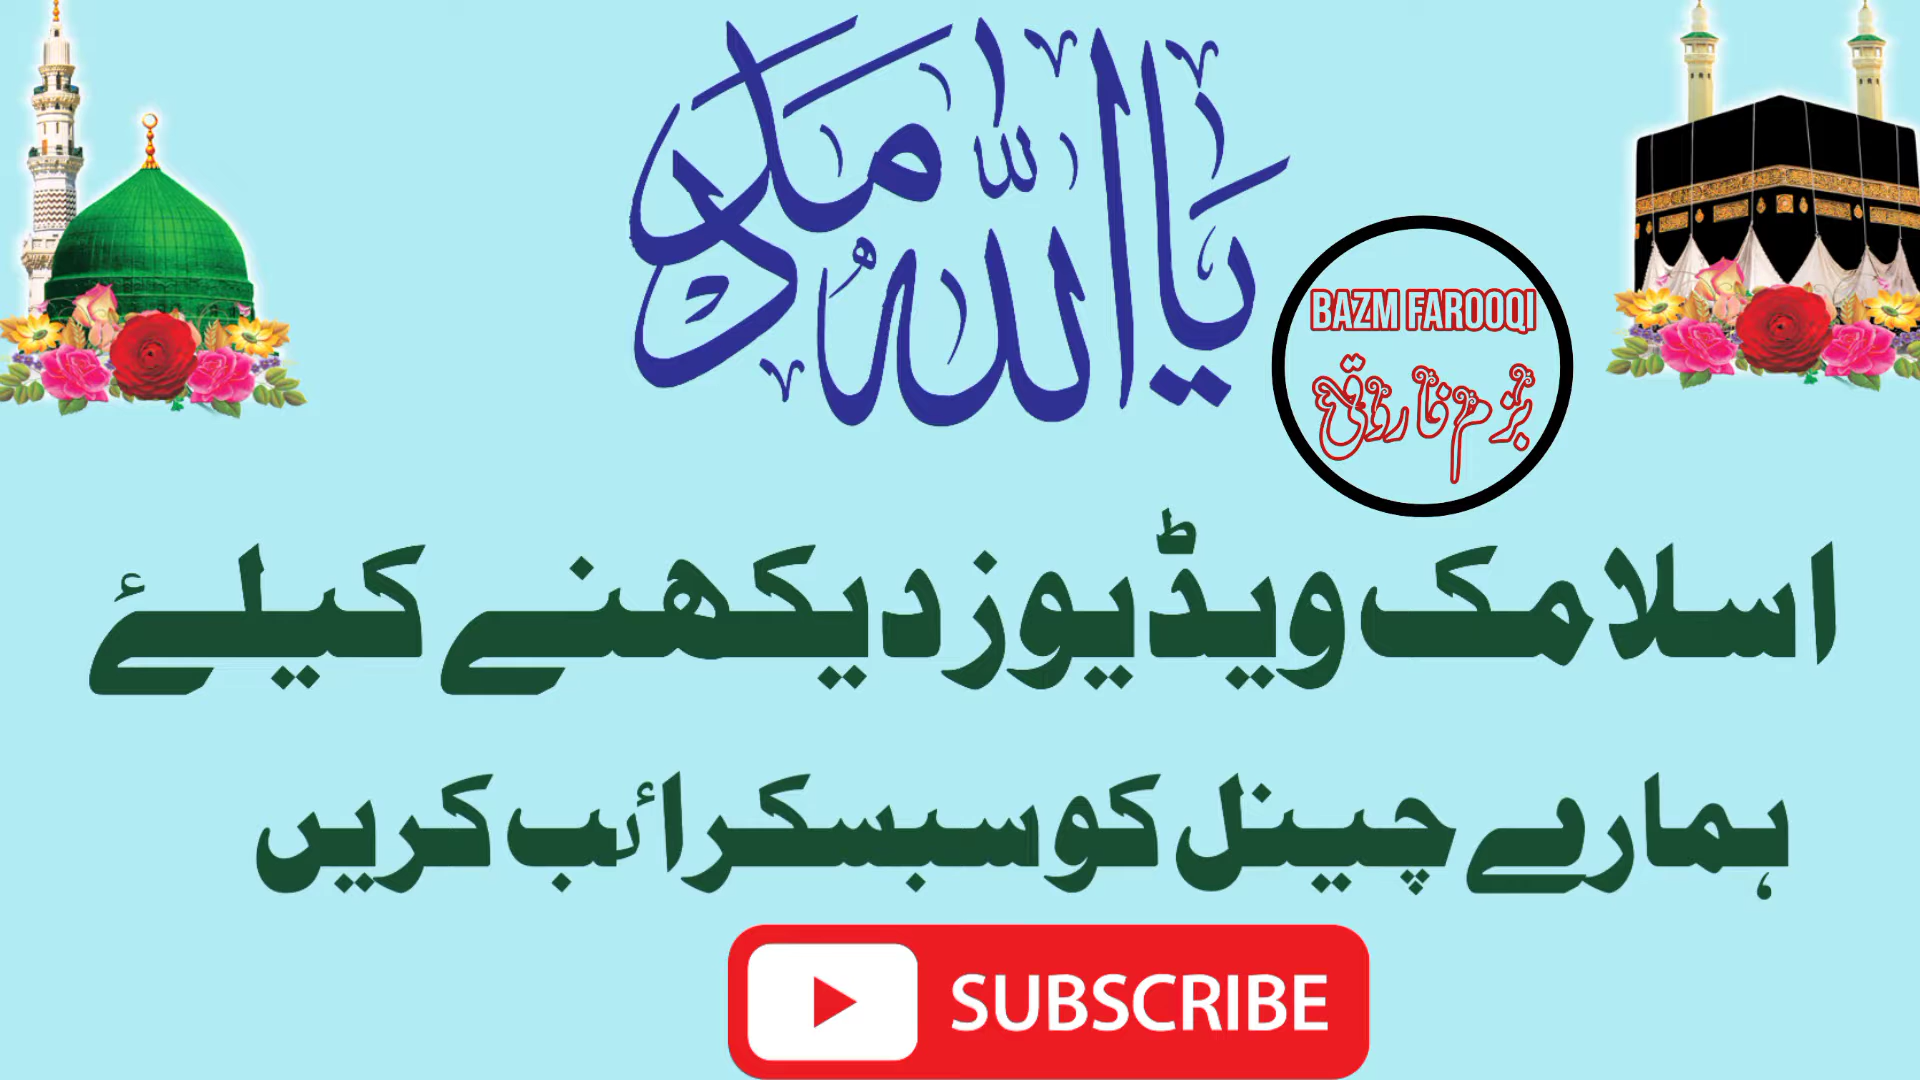 یا اللہ مدد
BAZM FAROOQI
بزم فاروقی
اسلامک ویڈیوز دیکھنے کیلئے
ہمارے چینل کو سبسکرائب کریں
SUBSCRIBE